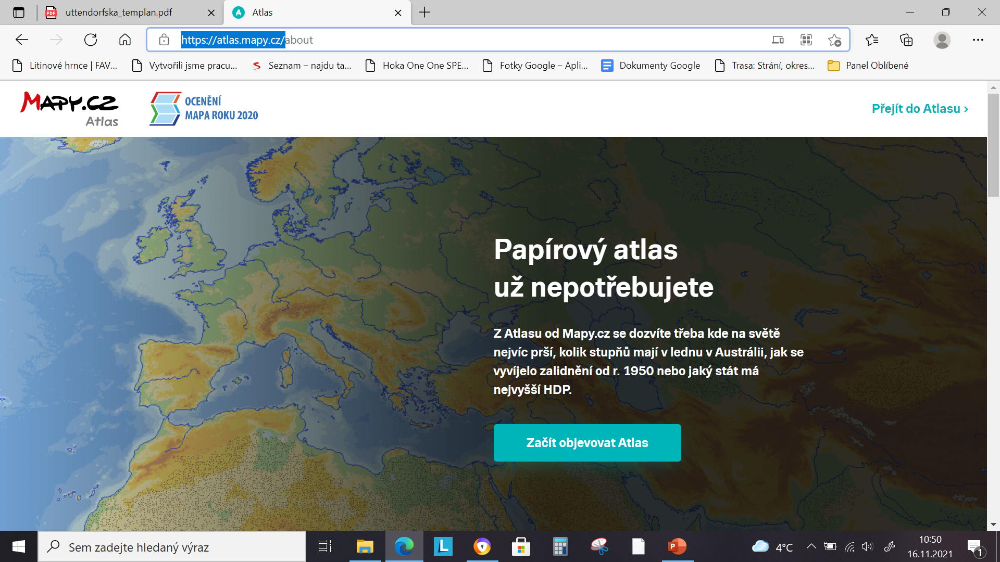 uttendorfska_templan.pdf
Atlas
https://atlas.mapy.cz/about
Litinové hrnce | FAV...
Vytvořili jsme pracu...
Seznam – najdu ta...
Hoka One One SPE...
Fotky Google – Apli...
Dokumenty Google
Trasa: Strání, okres...
Panel Oblíbené
MAPY.CZ
Atlas
OCENĚNÍ
MAPA ROKU 2020
Přejít do Atlasu ›
Papírový atlas
už nepotřebujete
Z Atlasu od Mapy.cz se dozvíte třeba kde na světě
nejvíc prší, kolik stupňů mají v lednu v Austrálii, jak se
vyvíjelo zalidnění od r. 1950 nebo jaký stát má
nejvyšší HDP.
Začít objevovat Atlas
Sem zadejte hledaný výraz
4°C
10:50
16.11.2021
1